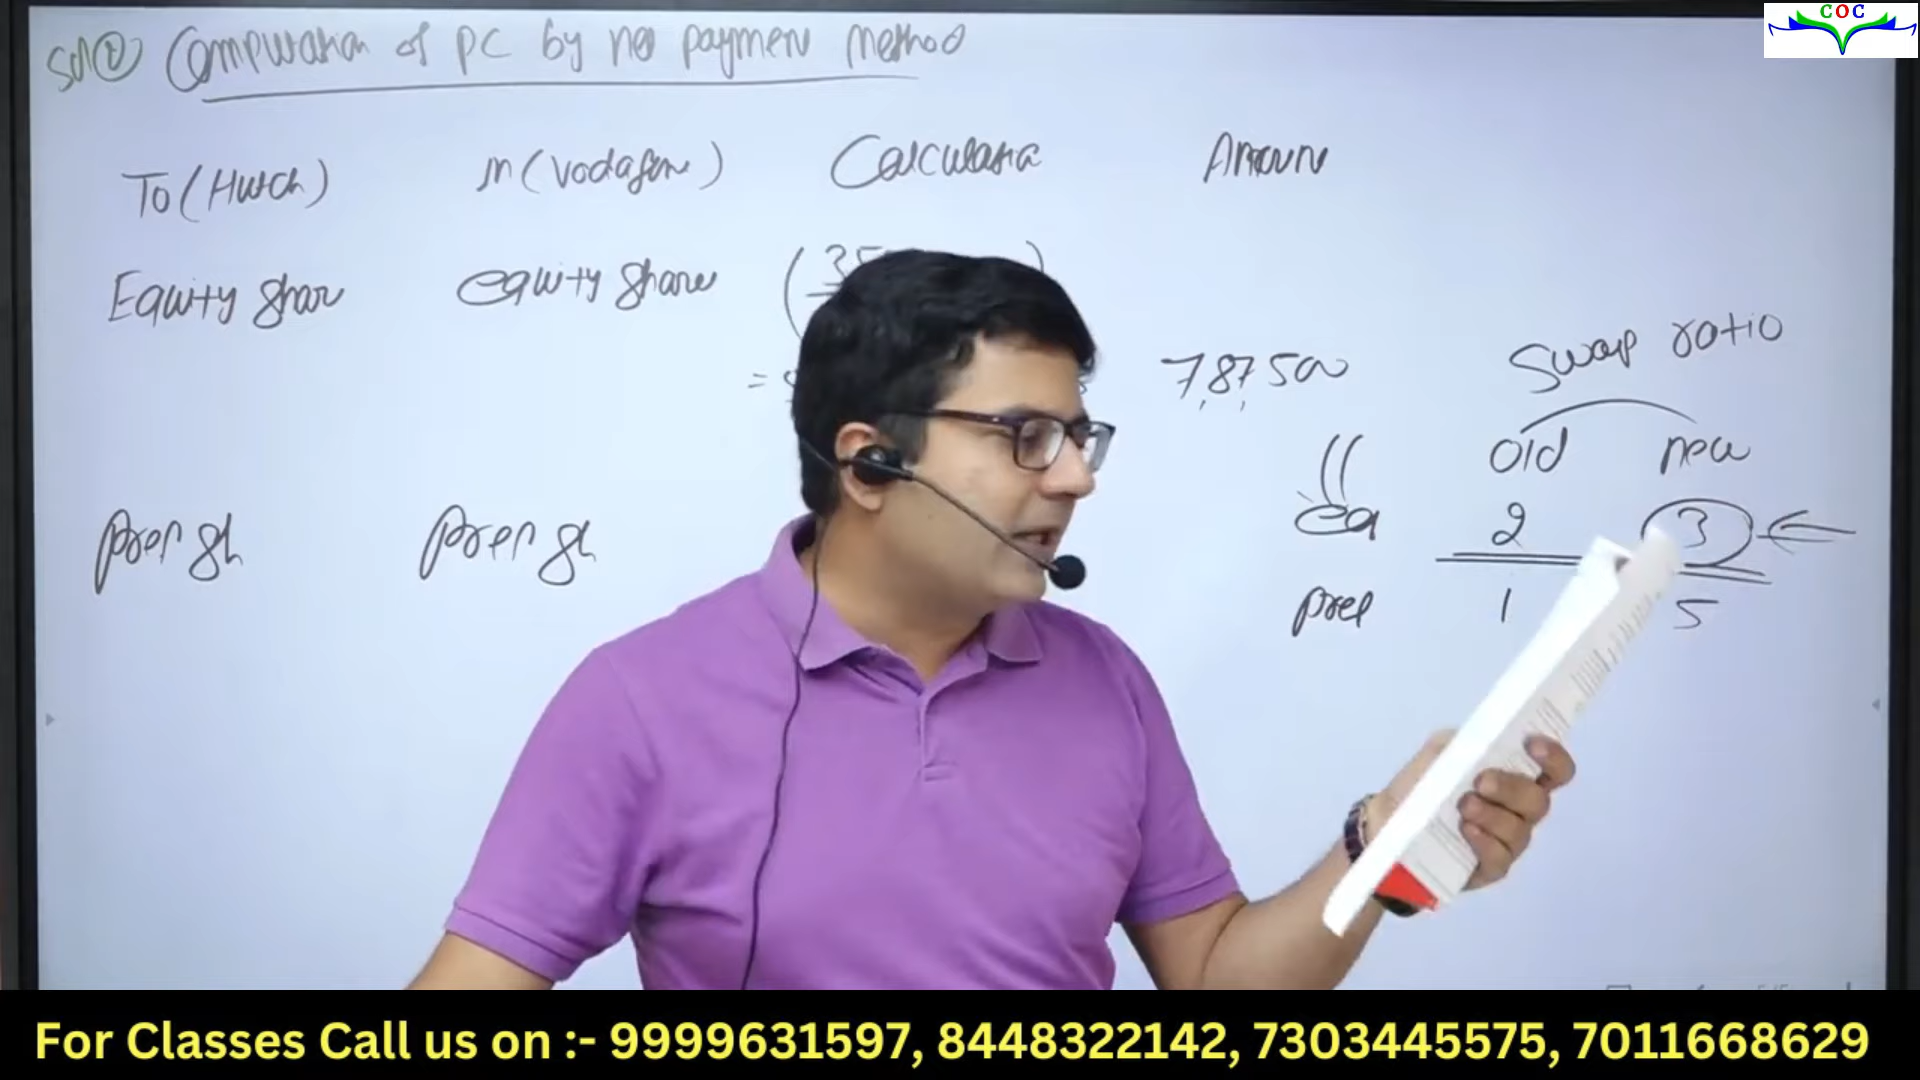 COC
Sol② Computation of PC by net payment method
To (Hutch) in (Vodafone) Calculation Amount
Equity Share equity share ( 35 )
= 7,87,500
Swap ratio
old new
eq 2 3
Pref sh Pref sh
Pref 1 5
For Classes Call us on :- 9999631597, 8448322142, 7303445575, 7011668629